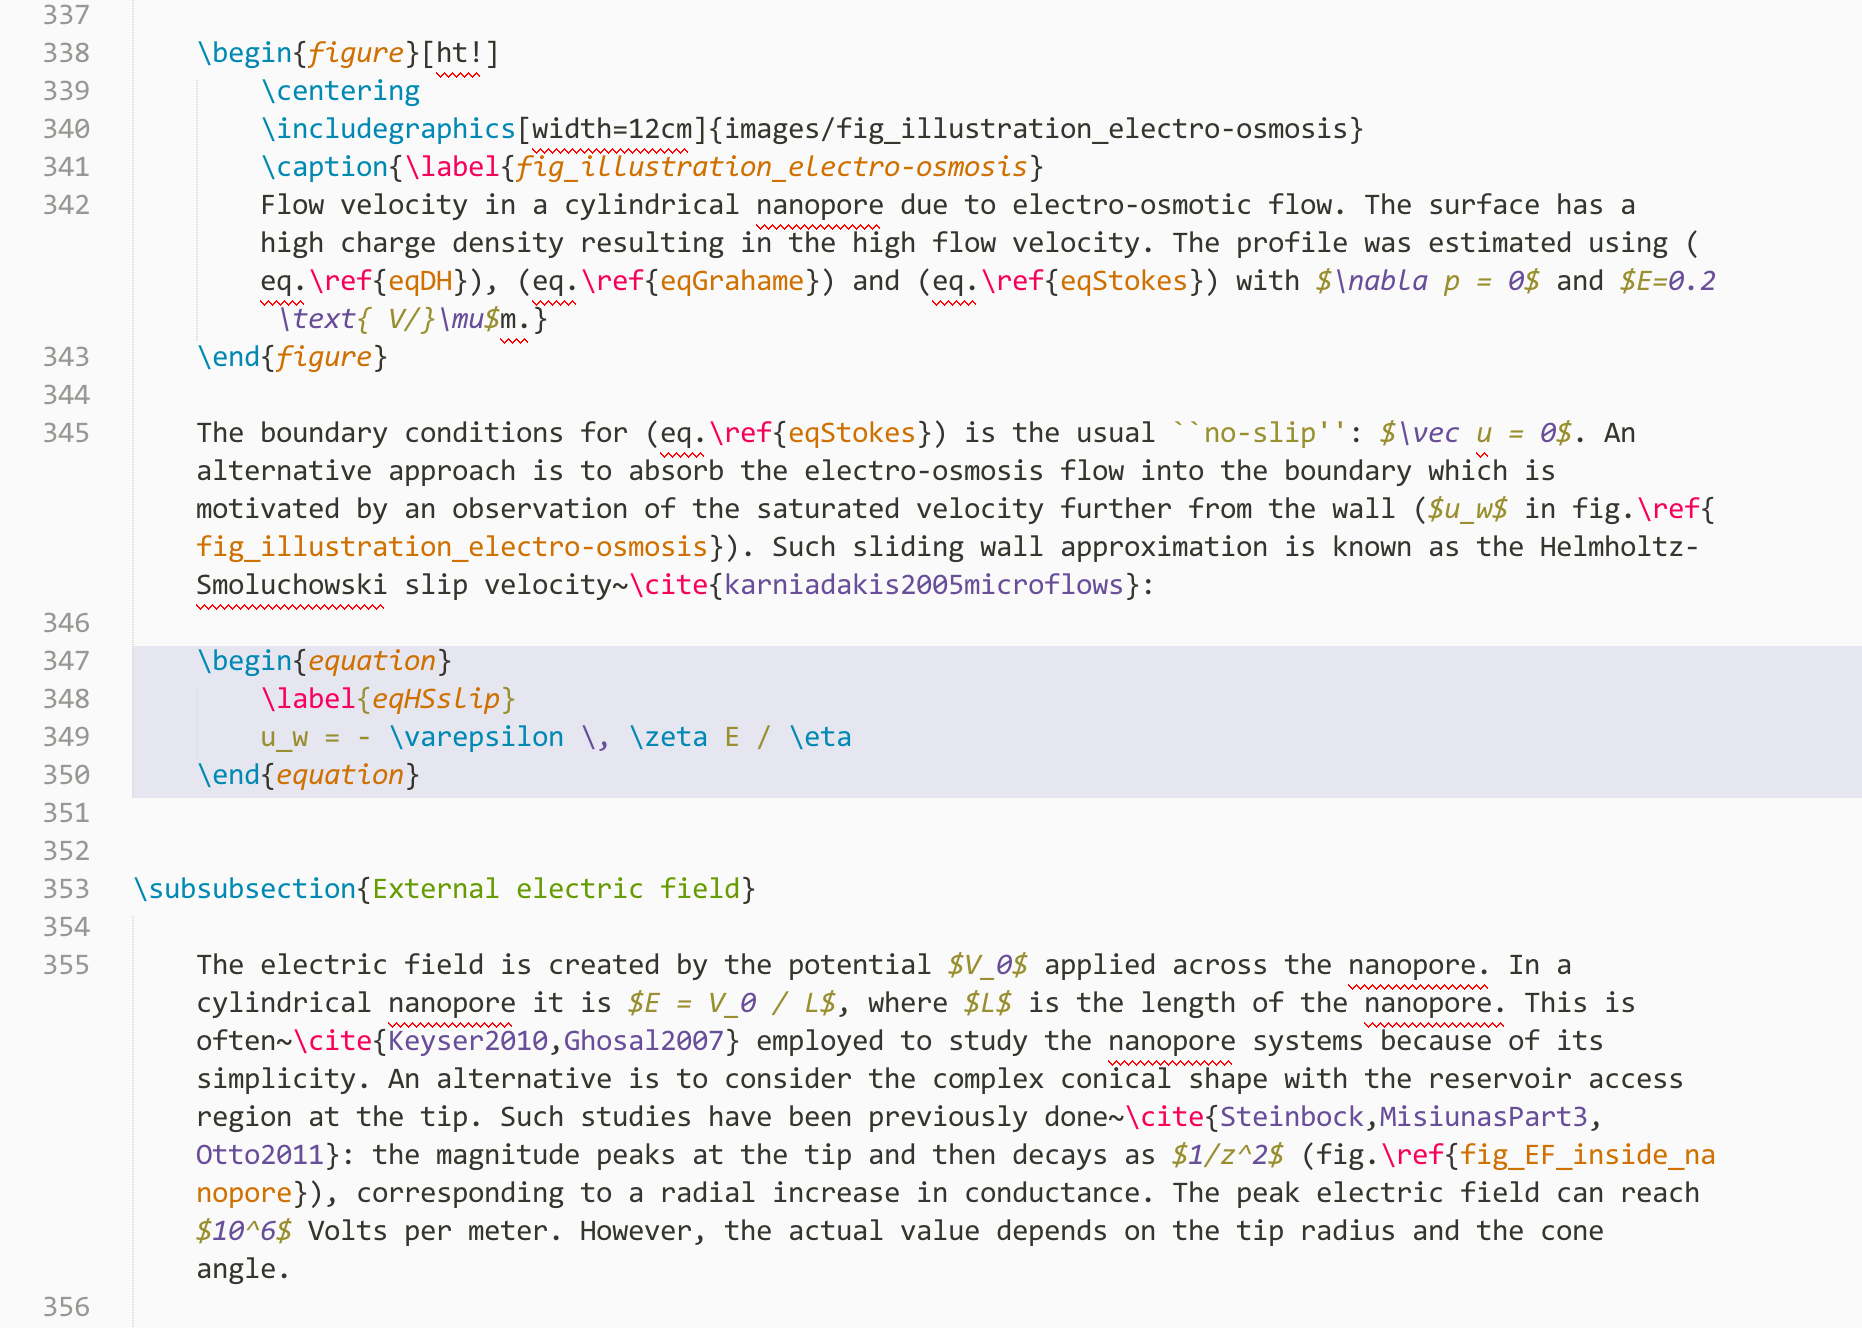 337
338 \begin{figure}[ht!]
339 \centering
340 \includegraphics[width=12cm]{images/fig_illustration_electro-osmosis}
341 \caption{\label{fig_illustration_electro-osmosis}
342 Flow velocity in a cylindrical nanopore due to electro-osmotic flow. The surface has a
high charge density resulting in the high flow velocity. The profile was estimated using (
eq.\ref{eqDH}), (eq.\ref{eqGrahame}) and (eq.\ref{eqStokes}) with $\nabla p = 0$ and $E=0.2
\text{ V/}\mu$m.}
343 \end{figure}
344
345 The boundary conditions for (eq.\ref{eqStokes}) is the usual ``no-slip'': $\vec u = 0$. An
alternative approach is to absorb the electro-osmosis flow into the boundary which is
motivated by an observation of the saturated velocity further from the wall ($u_w$ in fig.\ref{
fig_illustration_electro-osmosis}). Such sliding wall approximation is known as the Helmholtz-
Smoluchowski slip velocity~\cite{karniadakis2005microflows}:
346
347 \begin{equation}
348 \label{eqHSslip}
349 u_w = - \varepsilon \, \zeta E / \eta
350 \end{equation}
351
352
353 \subsubsection{External electric field}
354
355 The electric field is created by the potential $V_0$ applied across the nanopore. In a
cylindrical nanopore it is $E = V_0 / L$, where $L$ is the length of the nanopore. This is
often~\cite{Keyser2010,Ghosal2007} employed to study the nanopore systems because of its
simplicity. An alternative is to consider the complex conical shape with the reservoir access
region at the tip. Such studies have been previously done~\cite{Steinbock,MisiunasPart3,
Otto2011}: the magnitude peaks at the tip and then decays as $1/z^2$ (fig.\ref{fig_EF_inside_na
nopore}), corresponding to a radial increase in conductance. The peak electric field can reach
$10^6$ Volts per meter. However, the actual value depends on the tip radius and the cone
angle.
356